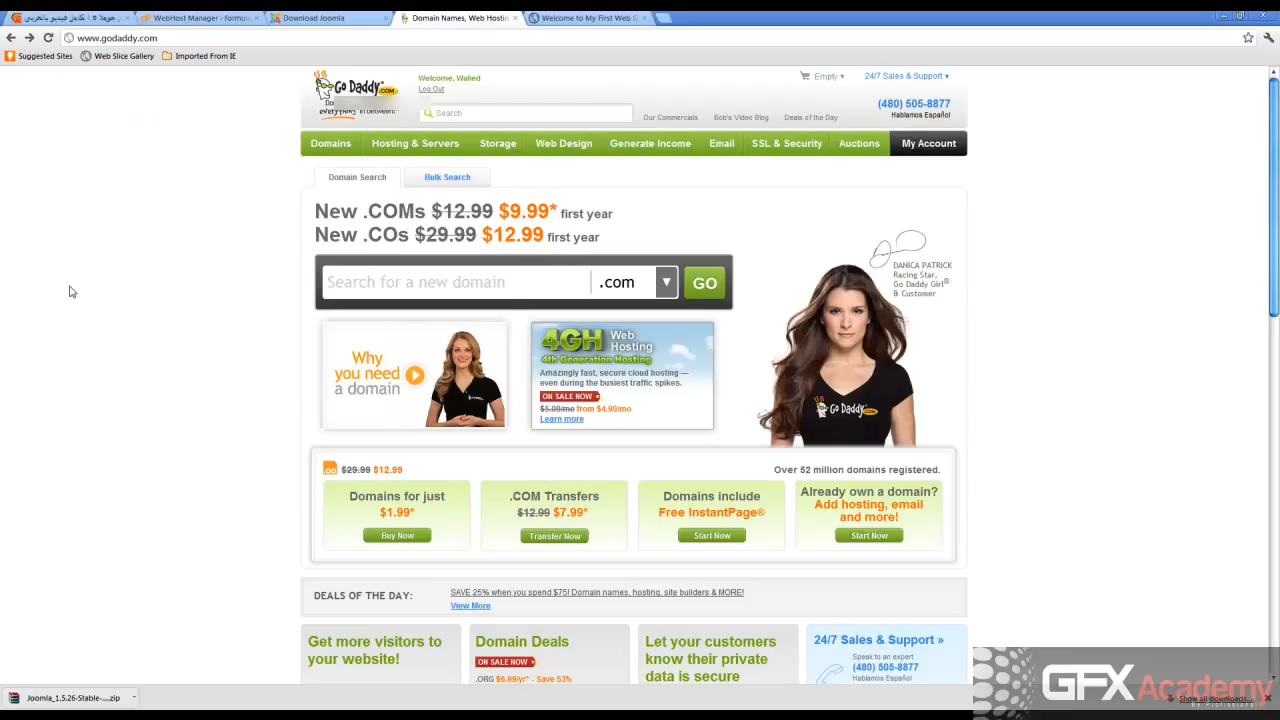 جوملا 1.5 كامل فيديو بالعربي
WebHost Manager - formule
Download Joomla
Domain Names, Web Hostin
Welcome to My First Web S
www.godaddy.com
Suggested Sites
Web Slice Gallery
Imported From IE
Go Daddy.COM
Do
everything in between.
Welcome, Walied
Log Out
Search
Empty
24/7 Sales & Support
(480) 505-8877
Hablamos Español
Our Commercials
Bob's Video Blog
Deals of the Day
Domains
Hosting & Servers
Storage
Web Design
Generate Income
Email
SSL & Security
Auctions
My Account
Domain Search
Bulk Search
New .COMs $12.99 $9.99* first year
New .COs $29.99 $12.99 first year
Search for a new domain
.com
GO
DANICA PATRICK
Racing Star,
Go Daddy Girl®
& Customer
Why
you need
a domain
4GH Web
Hosting
4th Generation Hosting
Amazingly fast, secure cloud hosting —
even during the busiest traffic spikes.
ON SALE NOW
$5.99/mo from $4.99/mo
Learn more
Go Daddy.COM
.co $29.99 $12.99
Over 52 million domains registered.
Domains for just
$1.99*
Buy Now
.COM Transfers
$12.99 $7.99*
Transfer Now
Domains include
Free InstantPage®
Start Now
Already own a domain?
Add hosting, email
and more!
Start Now
DEALS OF THE DAY:
SAVE 25% when you spend $75! Domain names, hosting, site builders & MORE!
View More
Get more visitors to
your website!
Domain Deals
ON SALE NOW
.ORG $6.99/yr* - Save 53%
Let your customers
know their private
data is secure
24/7 Sales & Support »
Speak to an expert
(480) 505-8877
Hablamos Español
Joomla_1.5.26-Stable-....zip
Show all downloads...
GFX Academy
Be Professional